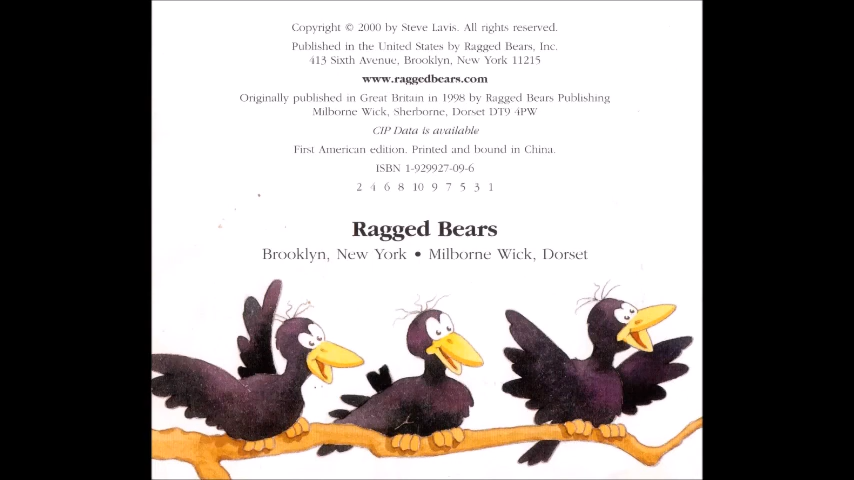 Copyright © 2000 by Steve Lavis. All rights reserved.
Published in the United States by Ragged Bears, Inc.
413 Sixth Avenue, Brooklyn, New York 11215
www.raggedbears.com
Originally published in Great Britain in 1998 by Ragged Bears Publishing
Milborne Wick, Sherborne, Dorset DT9 4PW
CIP Data is available
First American edition. Printed and bound in China.
ISBN 1-929927-09-6
2 4 6 8 10 9 7 5 3 1
Ragged Bears
Brooklyn, New York • Milborne Wick, Dorset